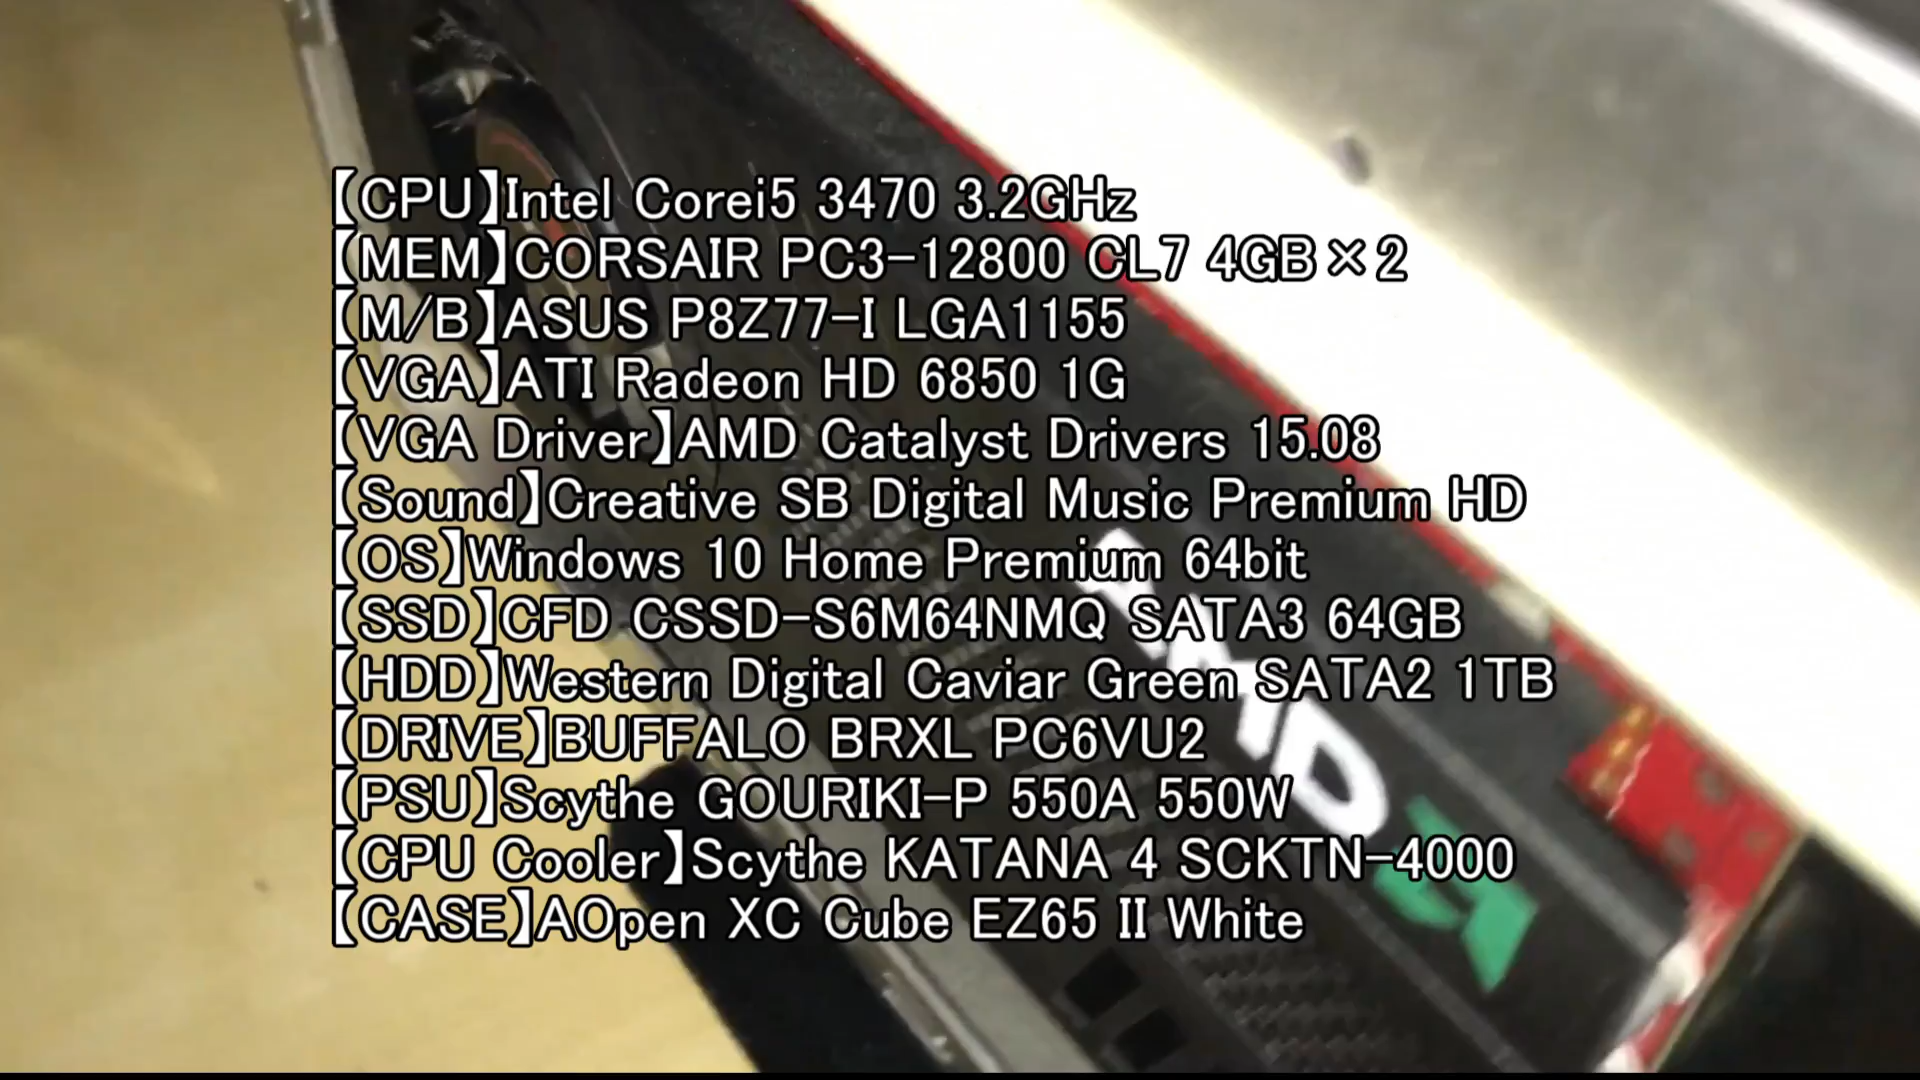 【CPU】Intel Corei5 3470 3.2GHz
【MEM】CORSAIR PC3-12800 CL7 4GB×2
【M/B】ASUS P8Z77-I LGA1155
【VGA】ATI Radeon HD 6850 1G
【VGA Driver】AMD Catalyst Drivers 15.08
【Sound】Creative SB Digital Music Premium HD
【OS】Windows 10 Home Premium 64bit
【SSD】CFD CSSD-S6M64NMQ SATA3 64GB
【HDD】Western Digital Caviar Green SATA2 1TB
【DRIVE】BUFFALO BRXL PC6VU2
【PSU】Scythe GOURIKI-P 550A 550W
【CPU Cooler】Scythe KATANA 4 SCKTN-4000
【CASE】AOpen XC Cube EZ65 II White